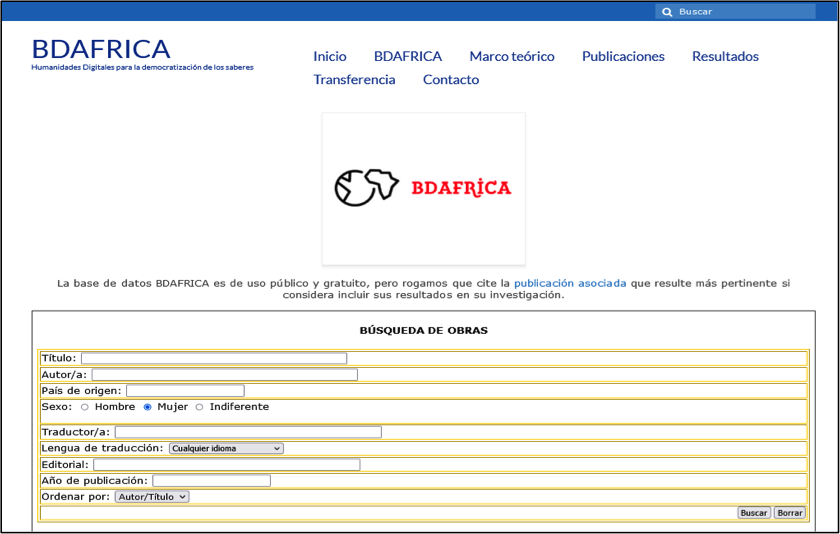 Buscar
BDAFRICA
Humanidades Digitales para la democratización de los saberes
Inicio BDAFRICA Marco teórico Publicaciones Resultados
Transferencia Contacto
BDAFRICA
La base de datos BDAFRICA es de uso público y gratuito, pero rogamos que cite la publicación asociada que resulte más pertinente si
considera incluir sus resultados en su investigación.
BÚSQUEDA DE OBRAS
Título:
Autor/a:
País de origen:
Sexo: Hombre Mujer Indiferente
Traductor/a:
Lengua de traducción: Cualquier idioma
Editorial:
Año de publicación:
Ordenar por: Autor/Título
Buscar Borrar